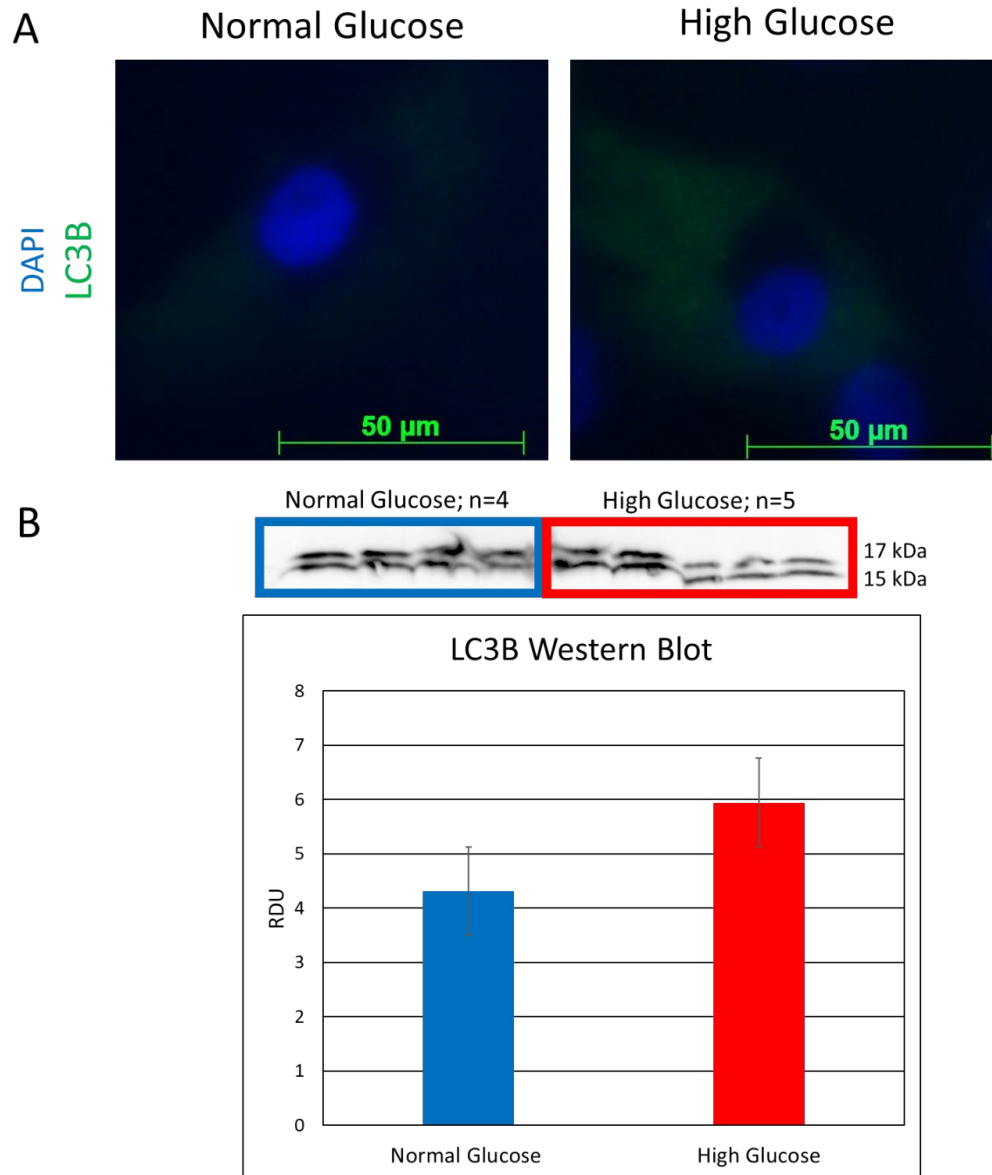 A
Normal Glucose
High Glucose
DAPI
LC3B
50 µm
50 µm
B
Normal Glucose; n=4
High Glucose; n=5
17 kDa
15 kDa
LC3B Western Blot
8
7
6
5
4
3
2
1
0
RDU
Normal Glucose
High Glucose